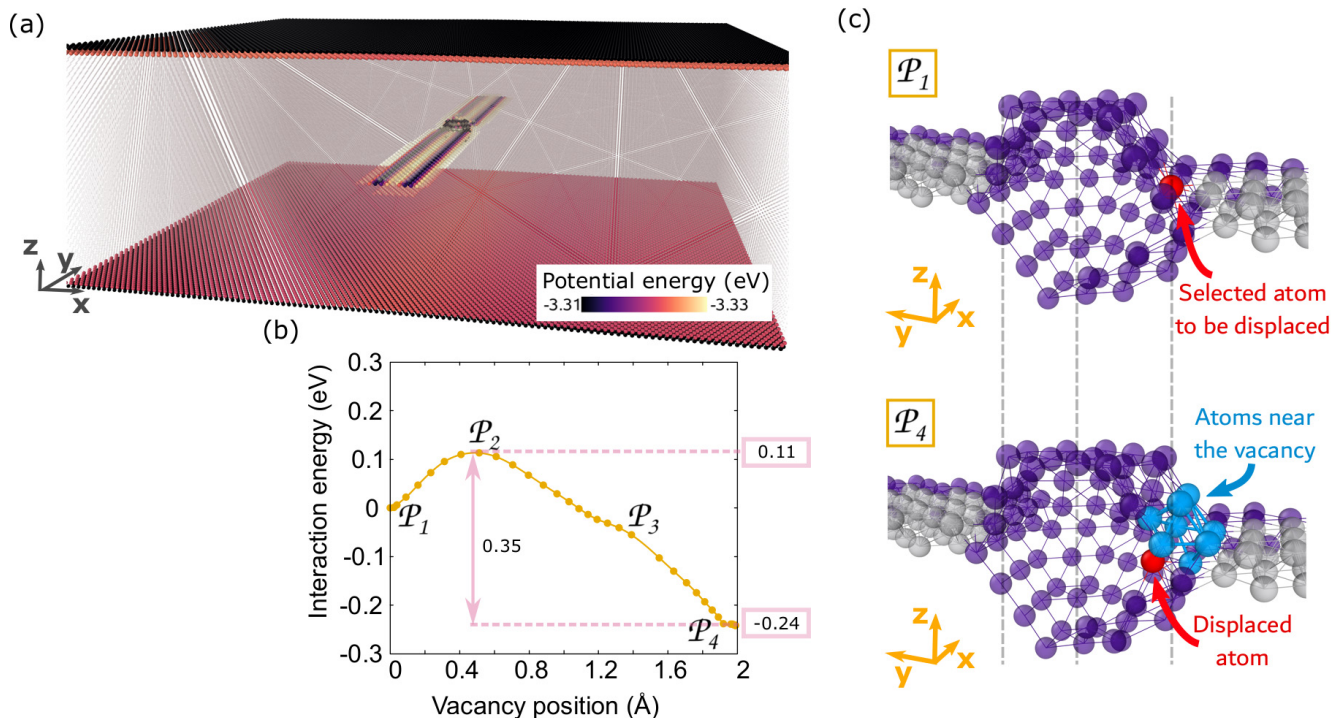 (a)
z
y
x
Potential energy (eV)
-3.31
-3.33
(b)
Interaction energy (eV)
0.3
0.2
0.1
0
-0.1
-0.2
-0.3
𝒫1
𝒫2
𝒫3
𝒫4
0.35
0.11
-0.24
0
0.4
0.8
1.2
1.6
2
Vacancy position (Å)
(c)
𝒫1
Selected atom
to be displaced
z
y
x
𝒫4
Atoms near
the vacancy
Displaced
atom
z
y
x